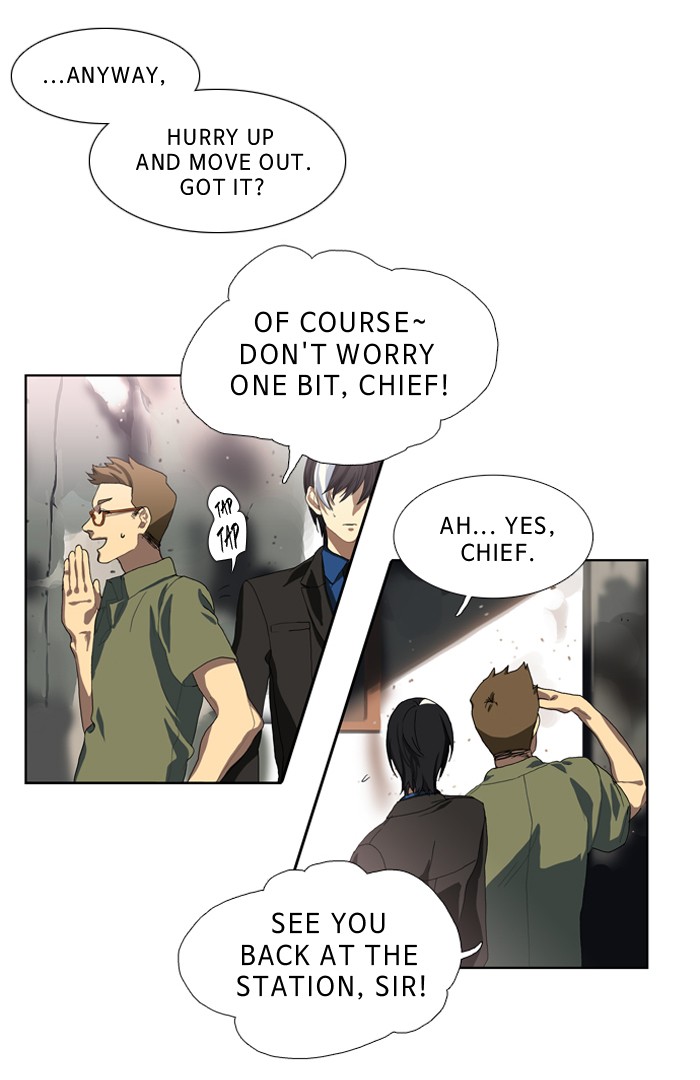 ...ANYWAY,
HURRY UP
AND MOVE OUT.
GOT IT?
OF COURSE~
DON'T WORRY
ONE BIT, CHIEF!
TAP
TAP
AH... YES,
CHIEF.
SEE YOU
BACK AT THE
STATION, SIR!